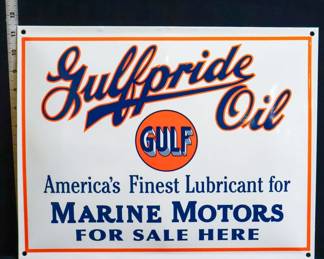 Gulfpride
Oil
GULF
America's Finest Lubricant for
MARINE MOTORS
FOR SALE HERE